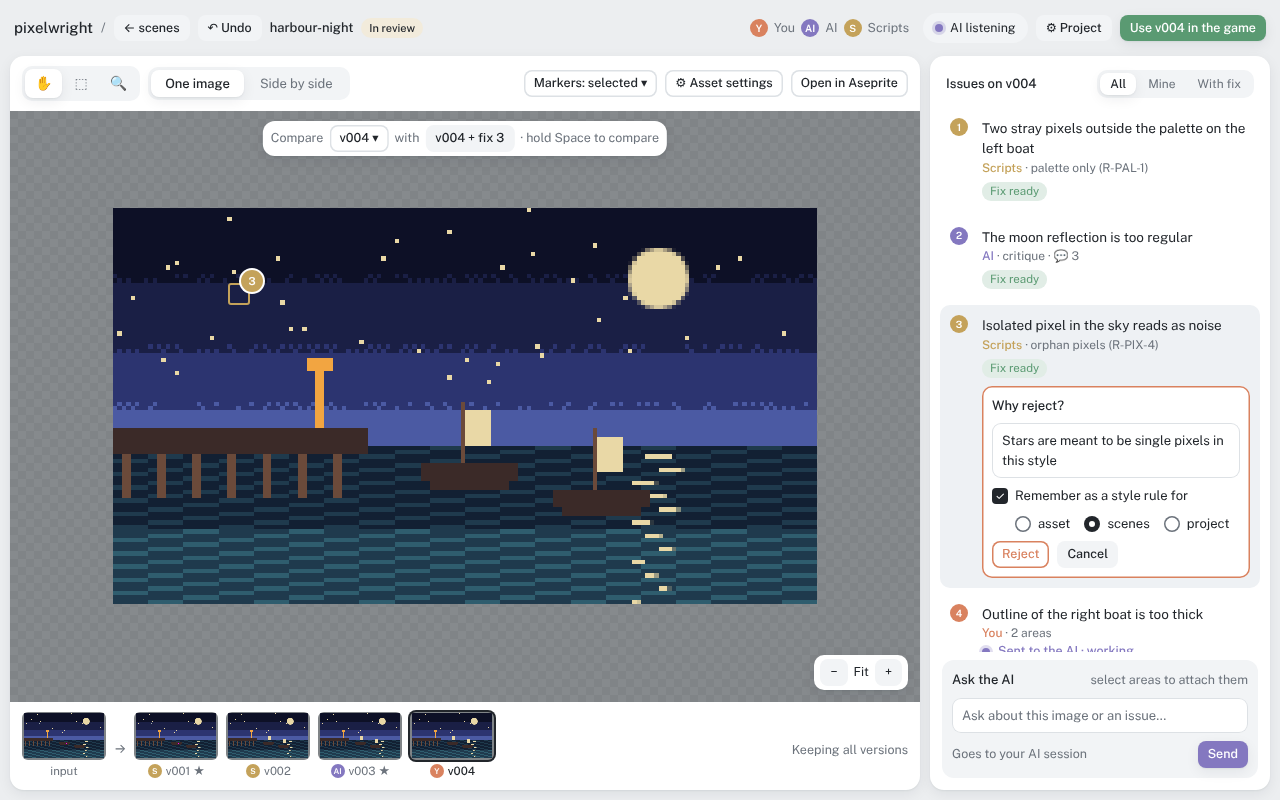 pixelwright / ← scenes ↶ Undo harbour-night In review Y You AI AI S Scripts AI listening ⚙ Project Use v004 in the game
One image Side by side Markers: selected ▾ ⚙ Asset settings Open in Aseprite
Compare v004 ▾ with v004 + fix 3 · hold Space to compare
3
− Fit +
input → S v001 ★ S v002 AI v003 ★ Y v004 Keeping all versions
Issues on v004 All Mine With fix
1 Two stray pixels outside the palette on the
left boat
Scripts · palette only (R-PAL-1)
Fix ready
2 The moon reflection is too regular
AI · critique · 💬 3
Fix ready
3 Isolated pixel in the sky reads as noise
Scripts · orphan pixels (R-PIX-4)
Fix ready
Why reject?
Stars are meant to be single pixels in
this style
Remember as a style rule for
asset scenes project
Reject Cancel
4 Outline of the right boat is too thick
You · 2 areas
Sent to the AI · working
Ask the AI select areas to attach them
Ask about this image or an issue…
Goes to your AI session Send